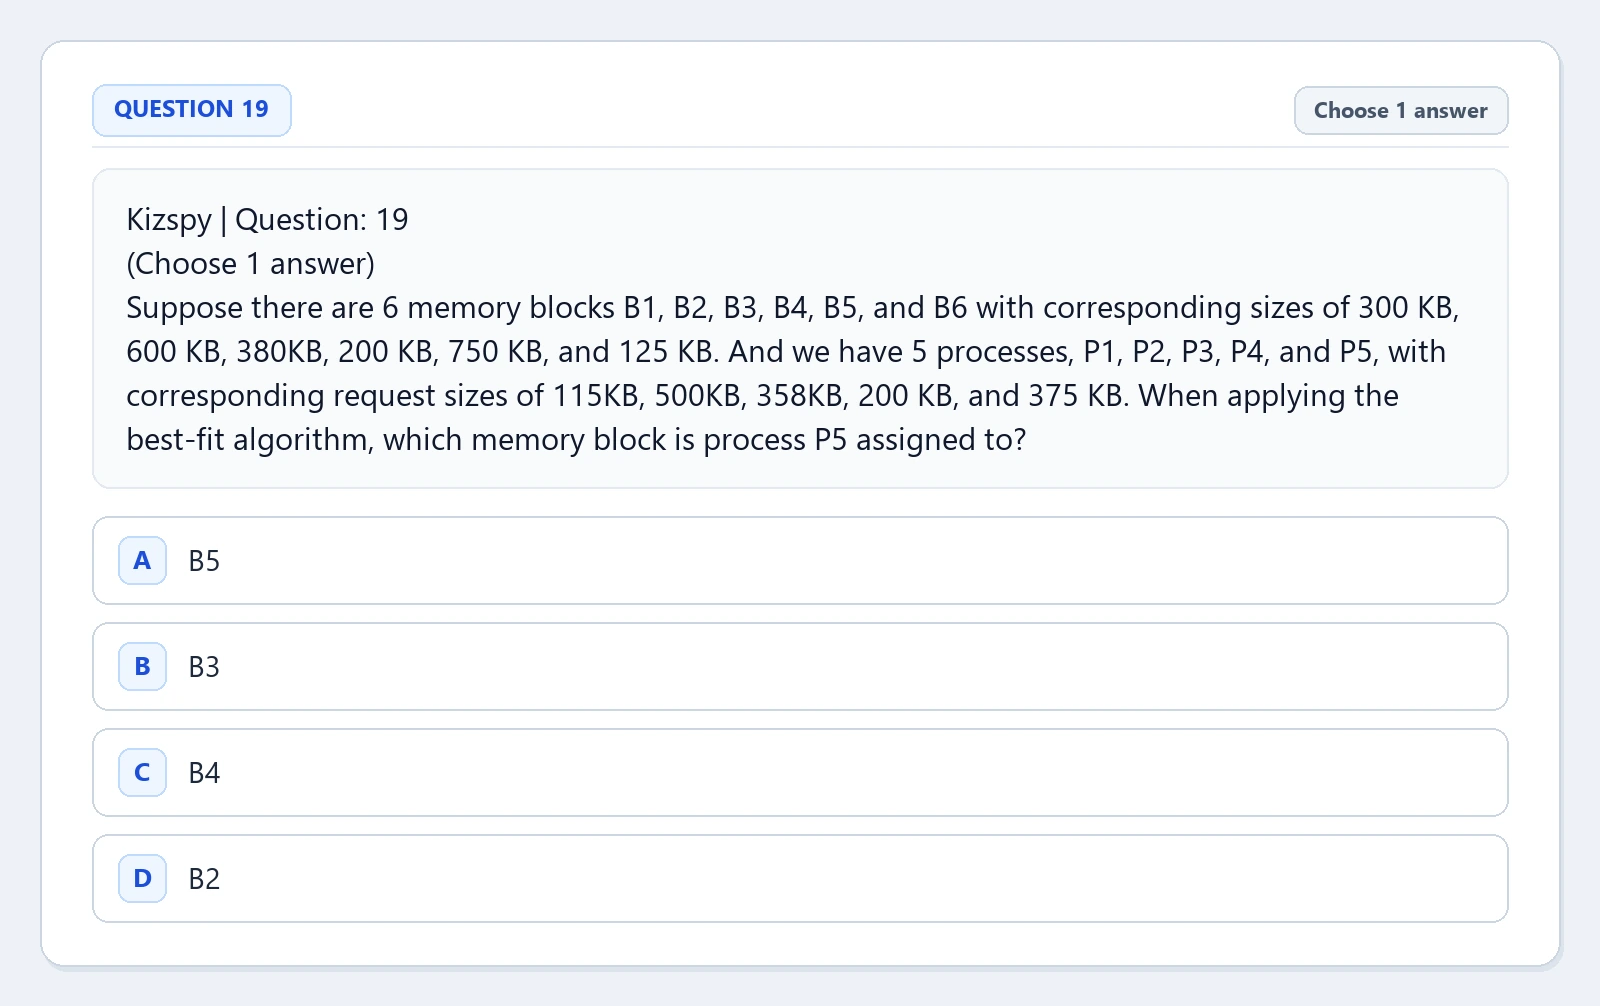 QUESTION 19
Choose 1 answer
Kizspy | Question: 19
(Choose 1 answer)
Suppose there are 6 memory blocks B1, B2, B3, B4, B5, and B6 with corresponding sizes of 300 KB,
600 KB, 380KB, 200 KB, 750 KB, and 125 KB. And we have 5 processes, P1, P2, P3, P4, and P5, with
corresponding request sizes of 115KB, 500KB, 358KB, 200 KB, and 375 KB. When applying the
best-fit algorithm, which memory block is process P5 assigned to?
A B5
B B3
C B4
D B2